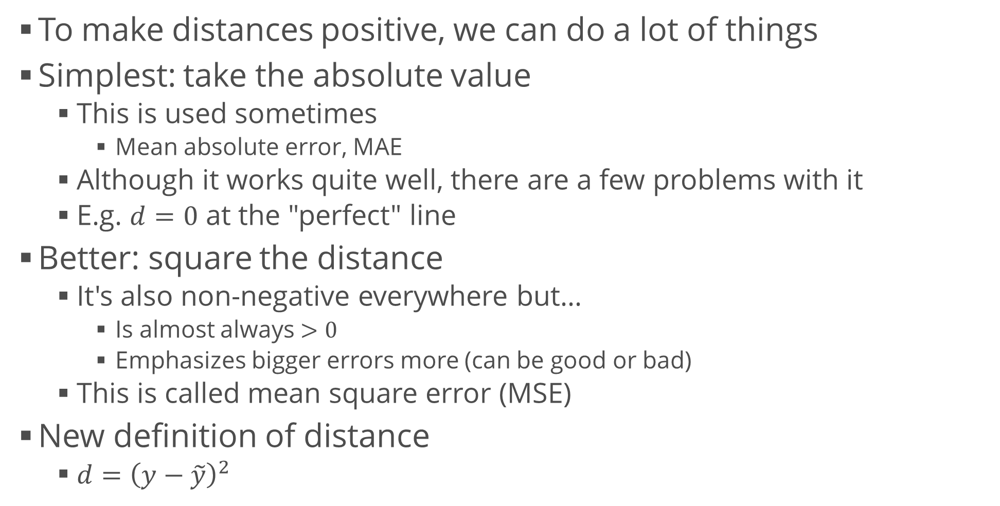 ▪ To make distances positive, we can do a lot of things
▪ Simplest: take the absolute value
▪ This is used sometimes
▪ Mean absolute error, MAE
▪ Although it works quite well, there are a few problems with it
▪ E.g. d = 0 at the "perfect" line
▪ Better: square the distance
▪ It's also non-negative everywhere but...
▪ Is almost always > 0
▪ Emphasizes bigger errors more (can be good or bad)
▪ This is called mean square error (MSE)
▪ New definition of distance
▪ d = (y − ỹ)²